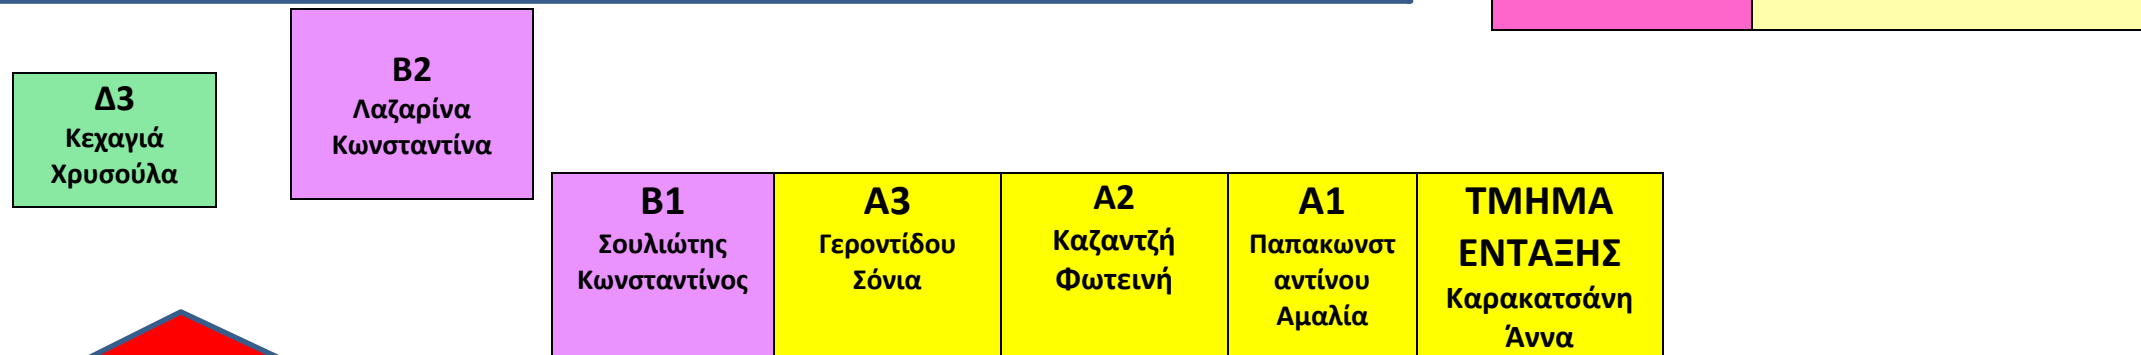 Δ3
Κεχαγιά
Χρυσούλα
Β2
Λαζαρίνα
Κωνσταντίνα
Β1
Σουλιώτης
Κωνσταντίνος
Α3
Γεροντίδου
Σόνια
Α2
Καζαντζή
Φωτεινή
Α1
Παπακωνστ
αντίνου
Αμαλία
ΤΜΗΜΑ
ΕΝΤΑΞΗΣ
Καρακατσάνη
Άννα